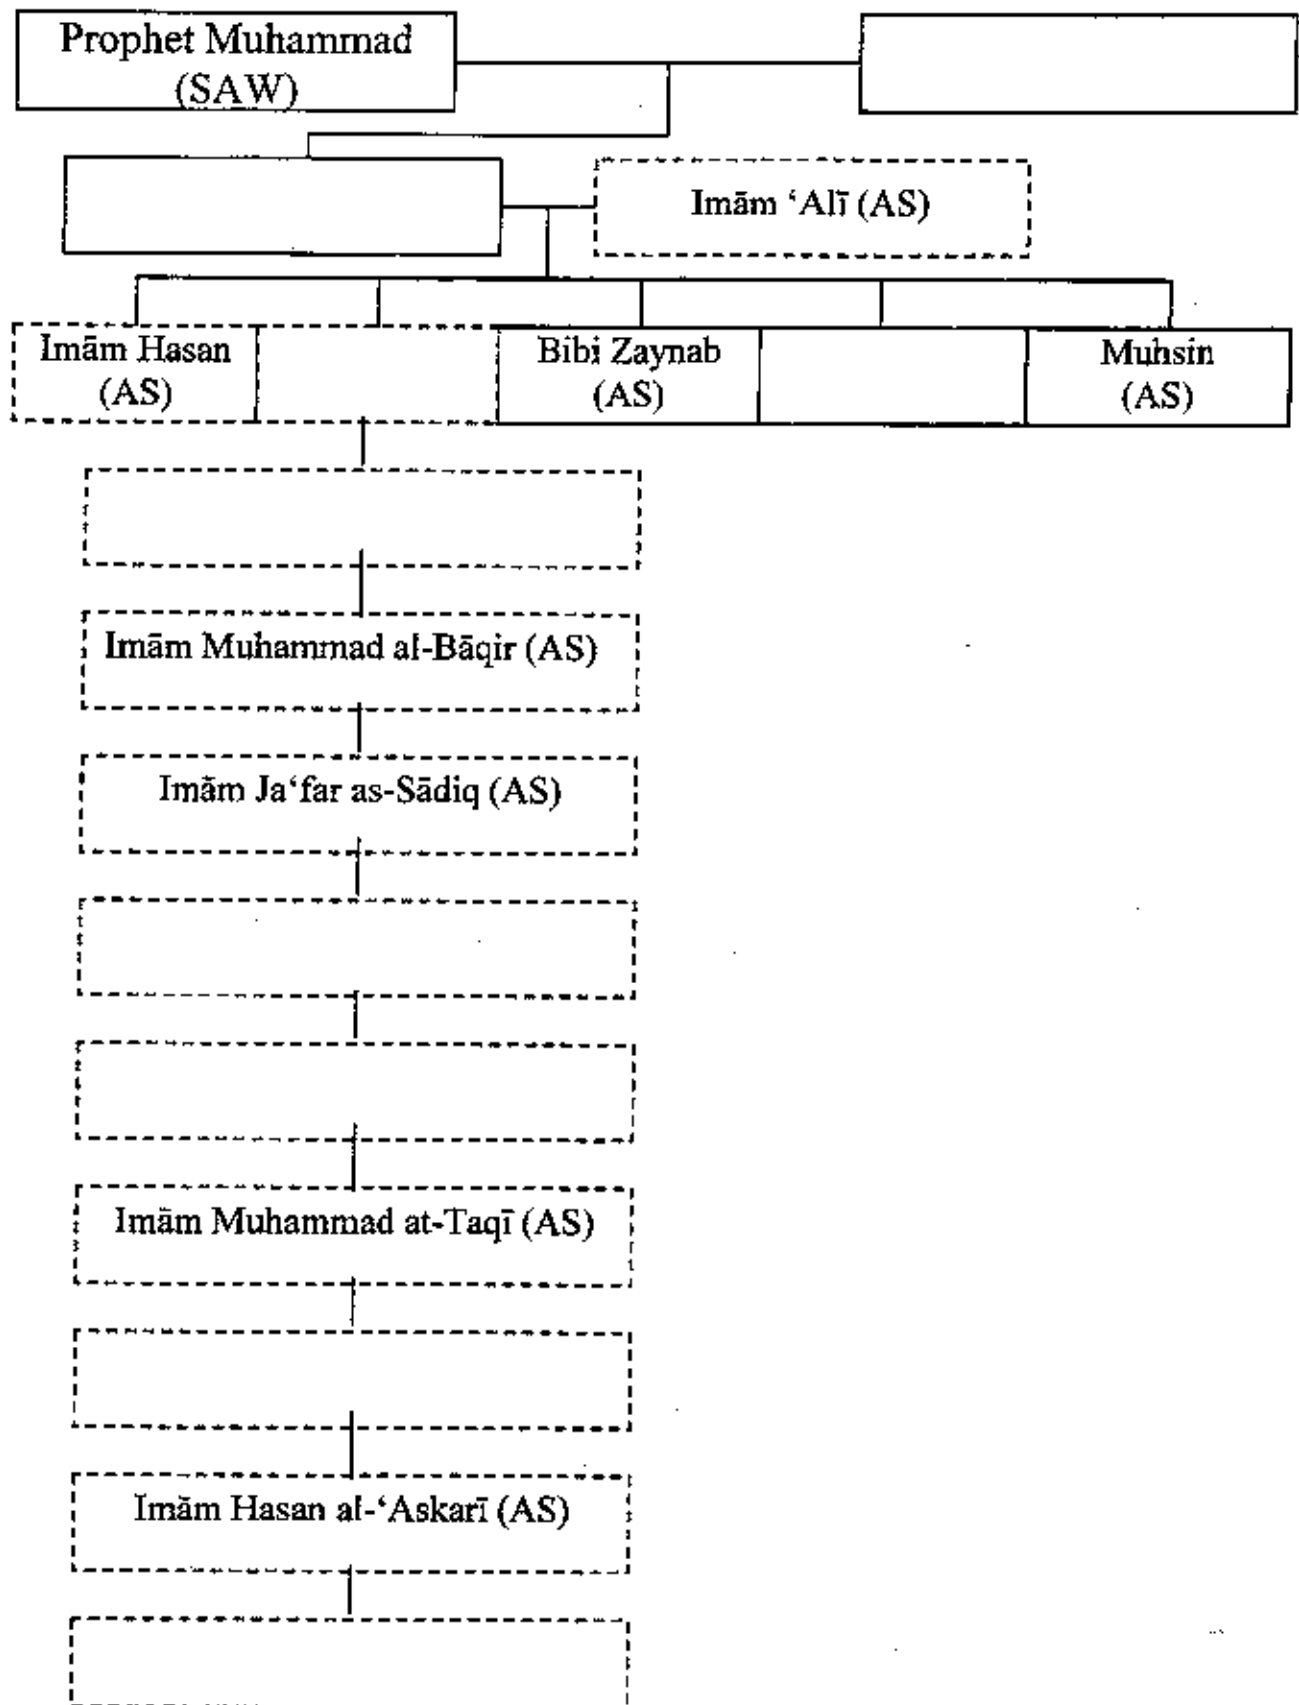 Prophet Muhammad
(SAW)
Imām ‘Alī (AS)
Imām Hasan
(AS)
Bibi Zaynab
(AS)
Muhsin
(AS)
Imām Muhammad al-Bāqir (AS)
Imām Ja‘far as-Sādiq (AS)
Imām Muhammad at-Taqī (AS)
Imām Hasan al-‘Askarī (AS)